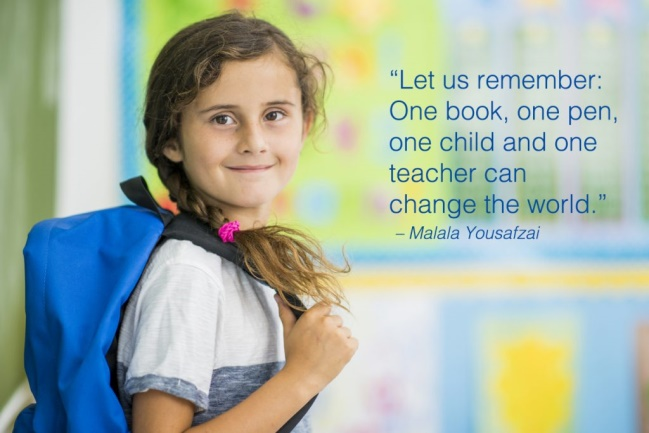 “Let us remember:
One book, one pen,
one child and one
teacher can
change the world.”
– Malala Yousafzai